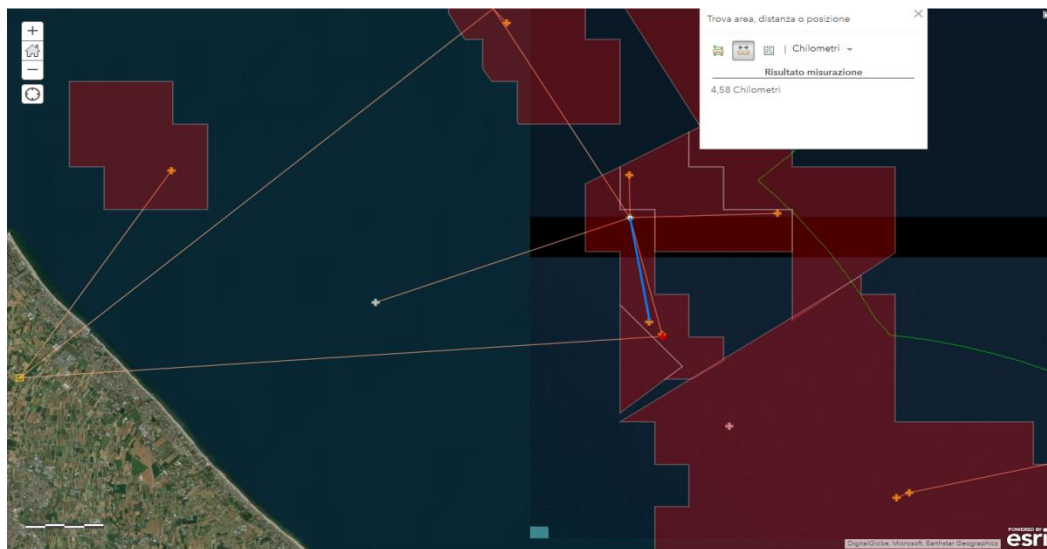 Trova area, distanza o posizione
Chilometri
Risultato misurazione
4,58 Chilometri
DigitalGlobe, Microsoft, Earthstar Geographics
POWERED BY
esri